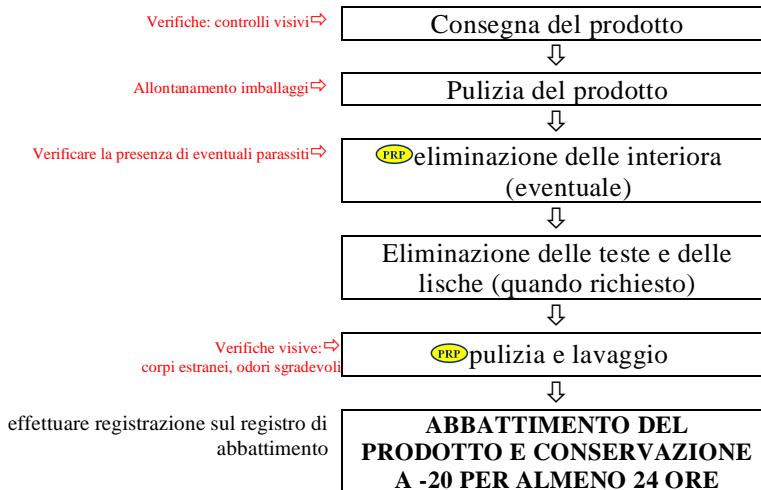 Verifiche: controlli visivi⇨
Consegna del prodotto
Allontanamento imballaggi⇨
Pulizia del prodotto
Verificare la presenza di eventuali parassiti⇨
PRP eliminazione delle interiora
(eventuale)
Eliminazione delle teste e delle
lische (quando richiesto)
Verifiche visive:⇨
corpi estranei, odori sgradevoli
PRP pulizia e lavaggio
effettuare registrazione sul registro di
abbattimento
ABBATTIMENTO DEL
PRODOTTO E CONSERVAZIONE
A -20 PER ALMENO 24 ORE